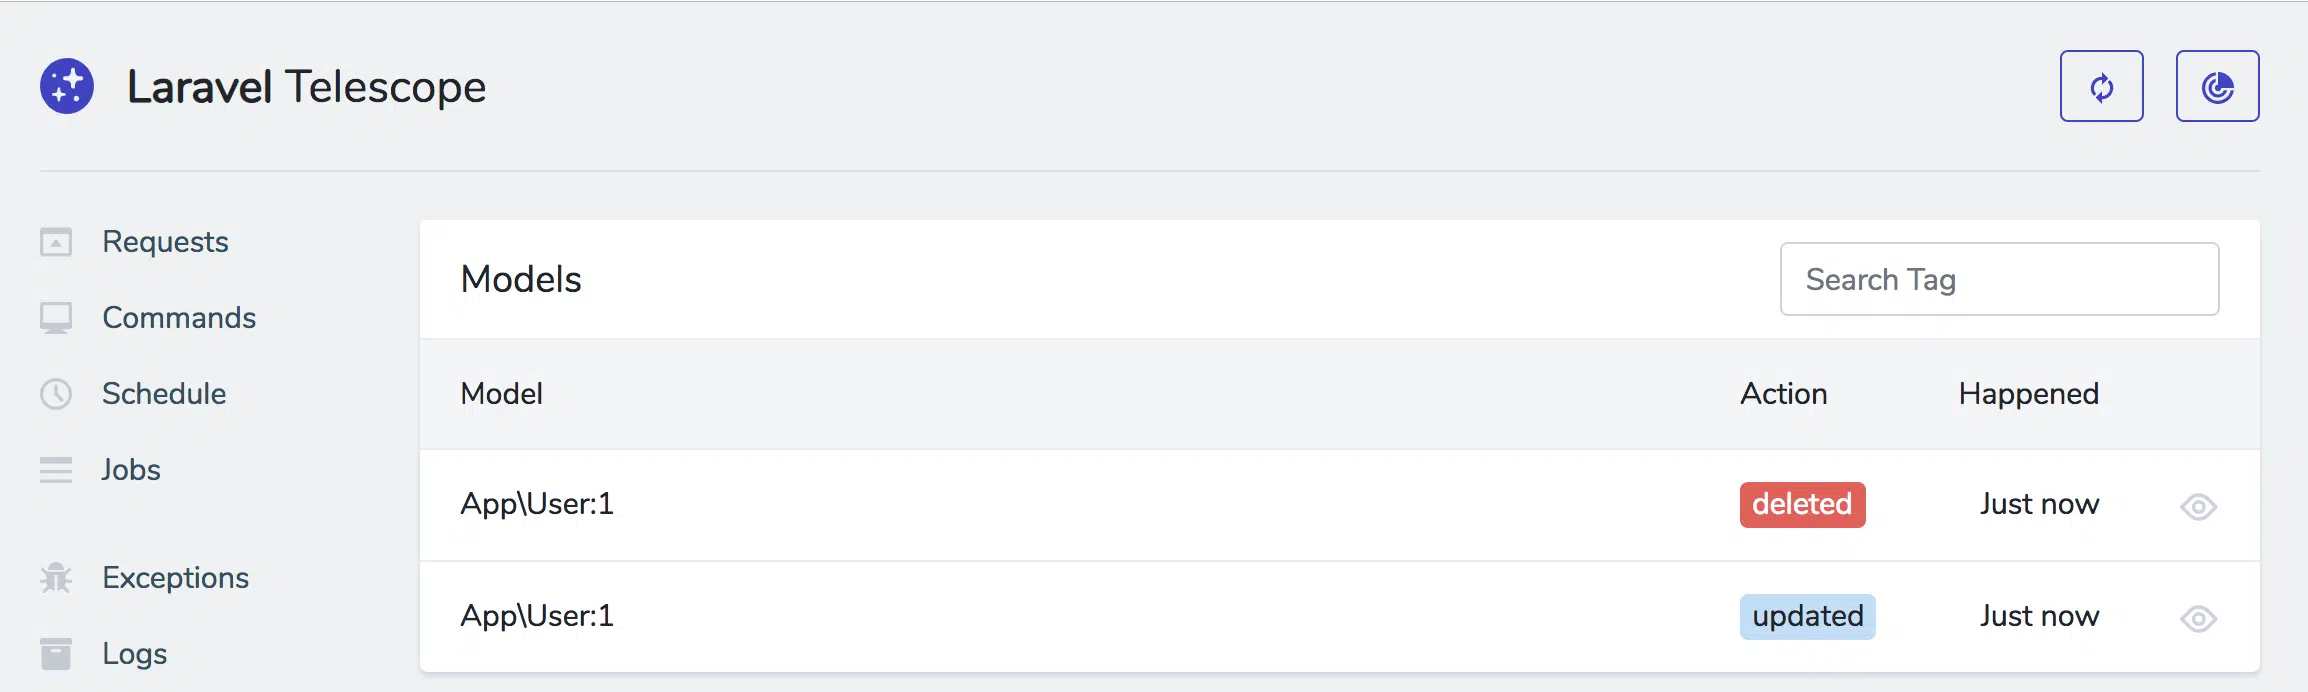 Laravel Telescope
Requests
Commands
Schedule
Jobs
Exceptions
Logs
Models
Search Tag
Model Action Happened
App\User:1 deleted Just now
App\User:1 updated Just now